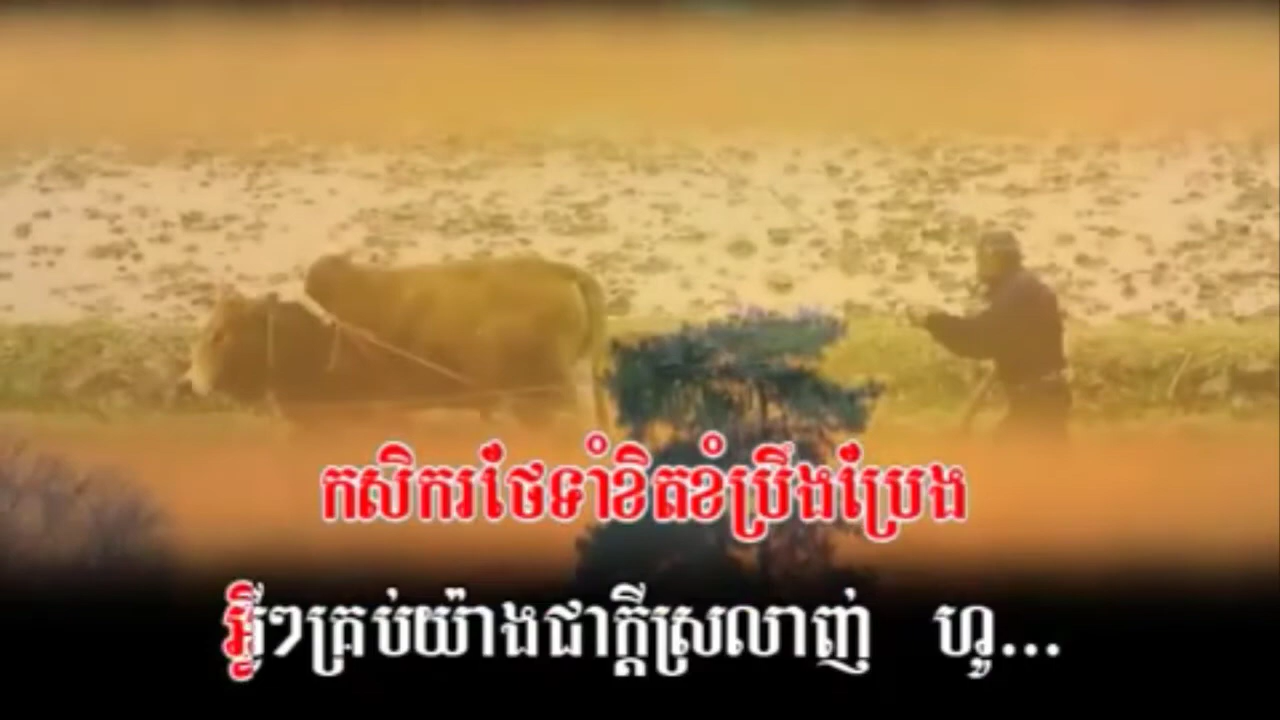 កសិករថែទាំខិតខំប្រឹងប្រែង
អ្វីៗគ្រប់យ៉ាងជាក្ដីស្រលាញ់ ហូ...